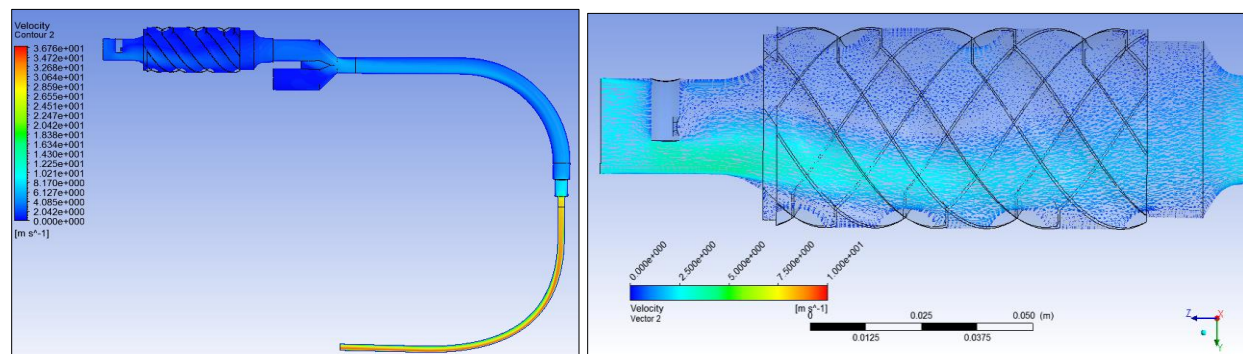 Velocity
Contour 2
3.676e+001
3.472e+001
3.268e+001
3.064e+001
2.859e+001
2.655e+001
2.451e+001
2.247e+001
2.042e+001
1.838e+001
1.634e+001
1.430e+001
1.225e+001
1.021e+001
8.170e+000
6.127e+000
4.085e+000
2.042e+000
0.000e+000
[m s^-1]
0.000e+000
2.500e+000
5.000e+000
7.500e+000
1.000e+001
Velocity
Vector 2
[m s^-1]
0 0.025 0.050 (m)
0.0125 0.0375
Z X
Y